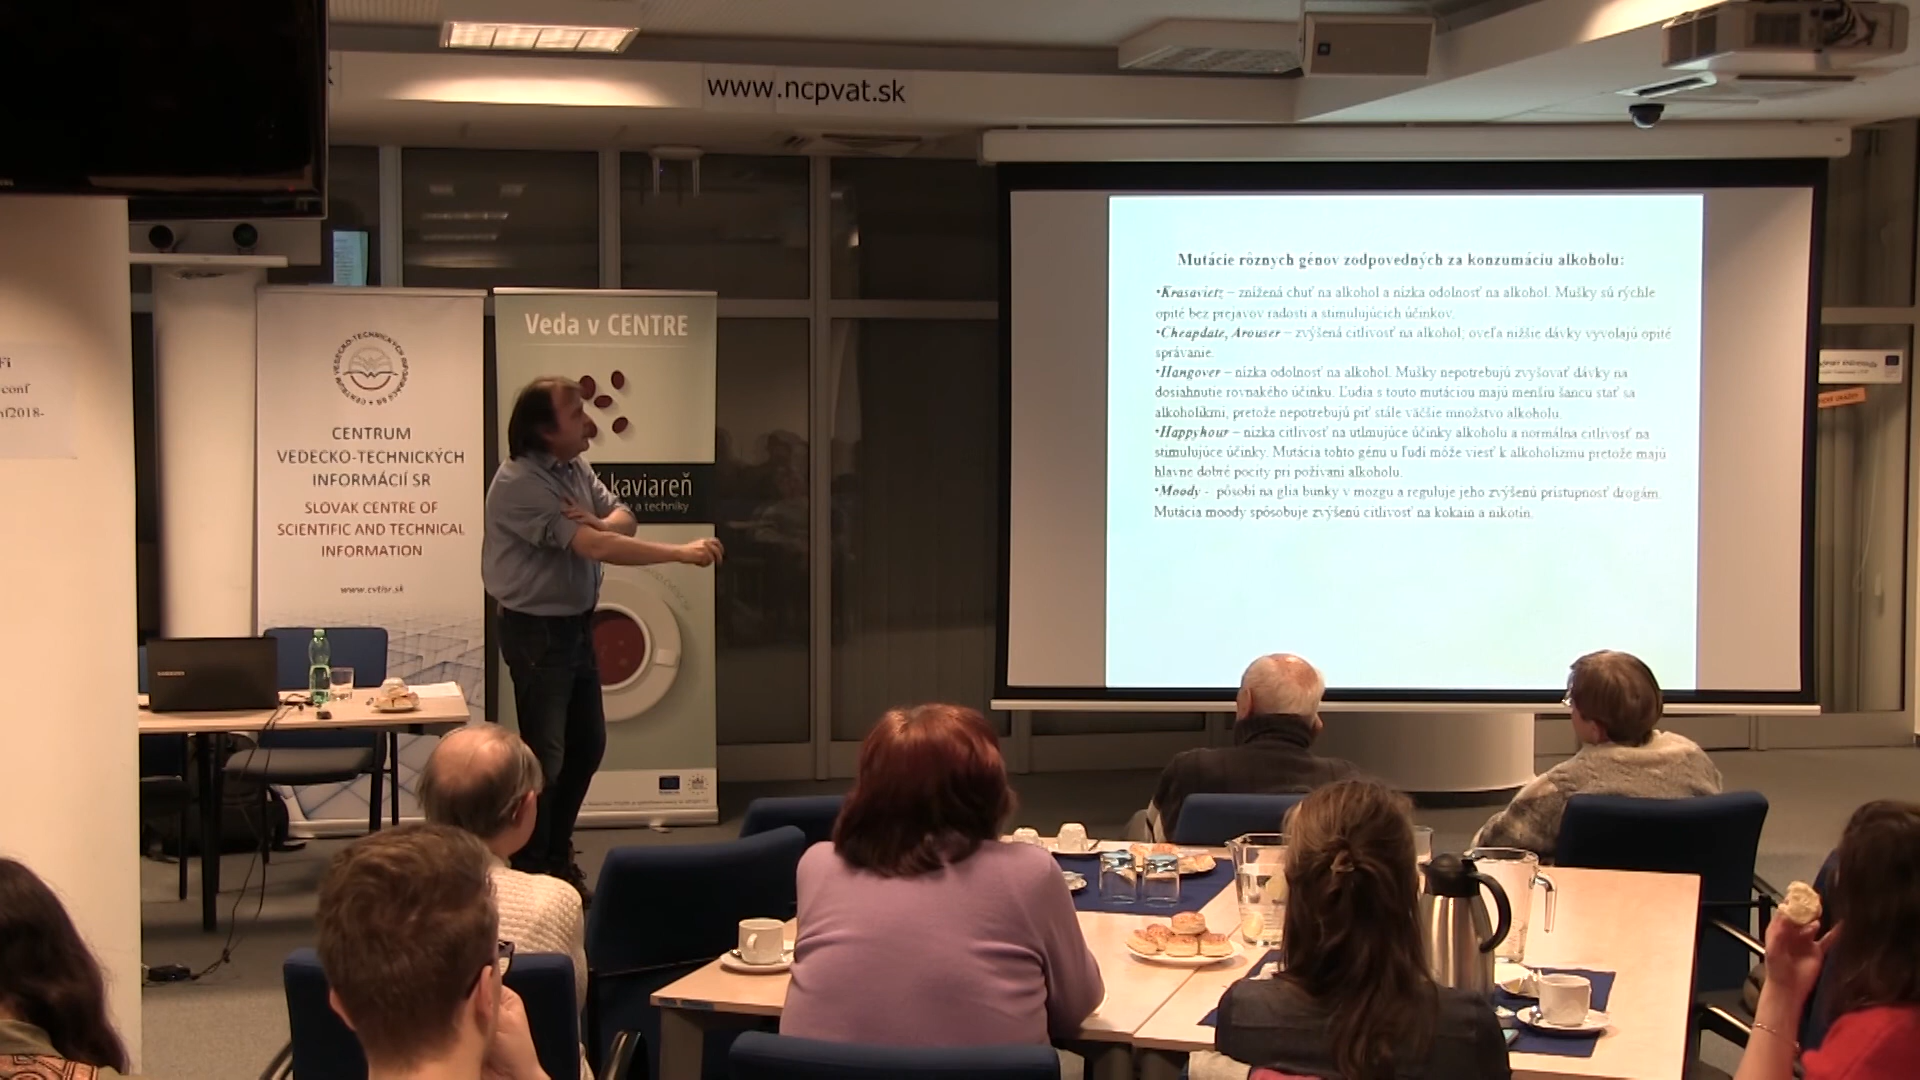 www.ncpvat.sk
Fi
conf
nf2018-
CENTRUM
VEDECKO-TECHNICKÝCH
INFORMÁCIÍ SR
SLOVAK CENTRE OF
SCIENTIFIC AND TECHNICAL
INFORMATION
www.cvtisr.sk
Veda v CENTRE
kaviareň
y a techniky
SAMSUNG
Mutácie rôznych génov zodpovedných za konzumáciu alkoholu:
•Krasavietz – znížená chuť na alkohol a nízka odolnosť na alkohol. Mušky sú rýchle
opité bez prejavov radosti a stimulujúcich účinkov.
•Cheapdate, Arouser – zvýšená citlivosť na alkohol; oveľa nižšie dávky vyvolajú opité
správanie.
•Hangover – nízka odolnosť na alkohol. Mušky nepotrebujú zvyšovať dávky na
dosiahnutie rovnakého účinku. Ľudia s touto mutáciou majú menšiu šancu stať sa
alkoholikmi, pretože nepotrebujú piť stále väčšie množstvo alkoholu.
•Happyhour – nízka citlivosť na utlmujúce účinky alkoholu a normálna citlivosť na
stimulujúce účinky. Mutácia tohto génu u ľudí môže viesť k alkoholizmu pretože majú
hlavne dobré pocity pri požívaní alkoholu.
•Moody - pôsobí na glia bunky v mozgu a reguluje jeho zvýšenú prístupnosť drogám.
Mutácia moody spôsobuje zvýšenú citlivosť na kokaín a nikotín.